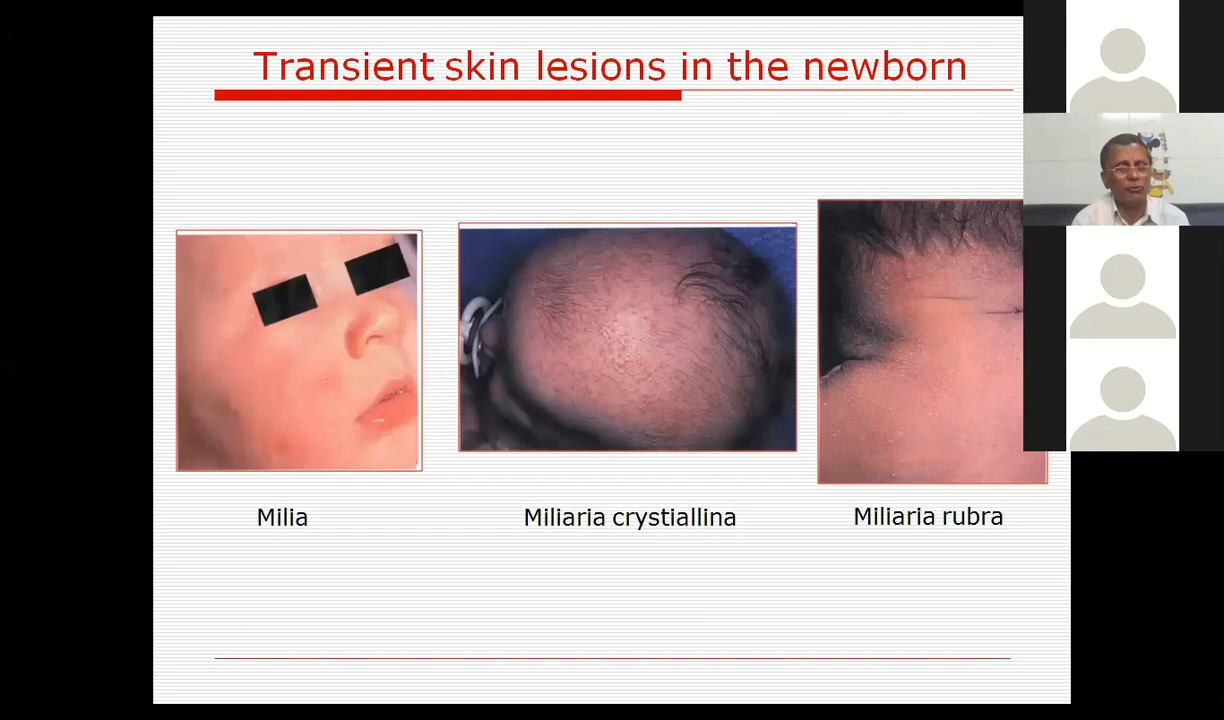 Transient skin lesions in the newborn
Milia
Miliaria crystiallina
Miliaria rubra